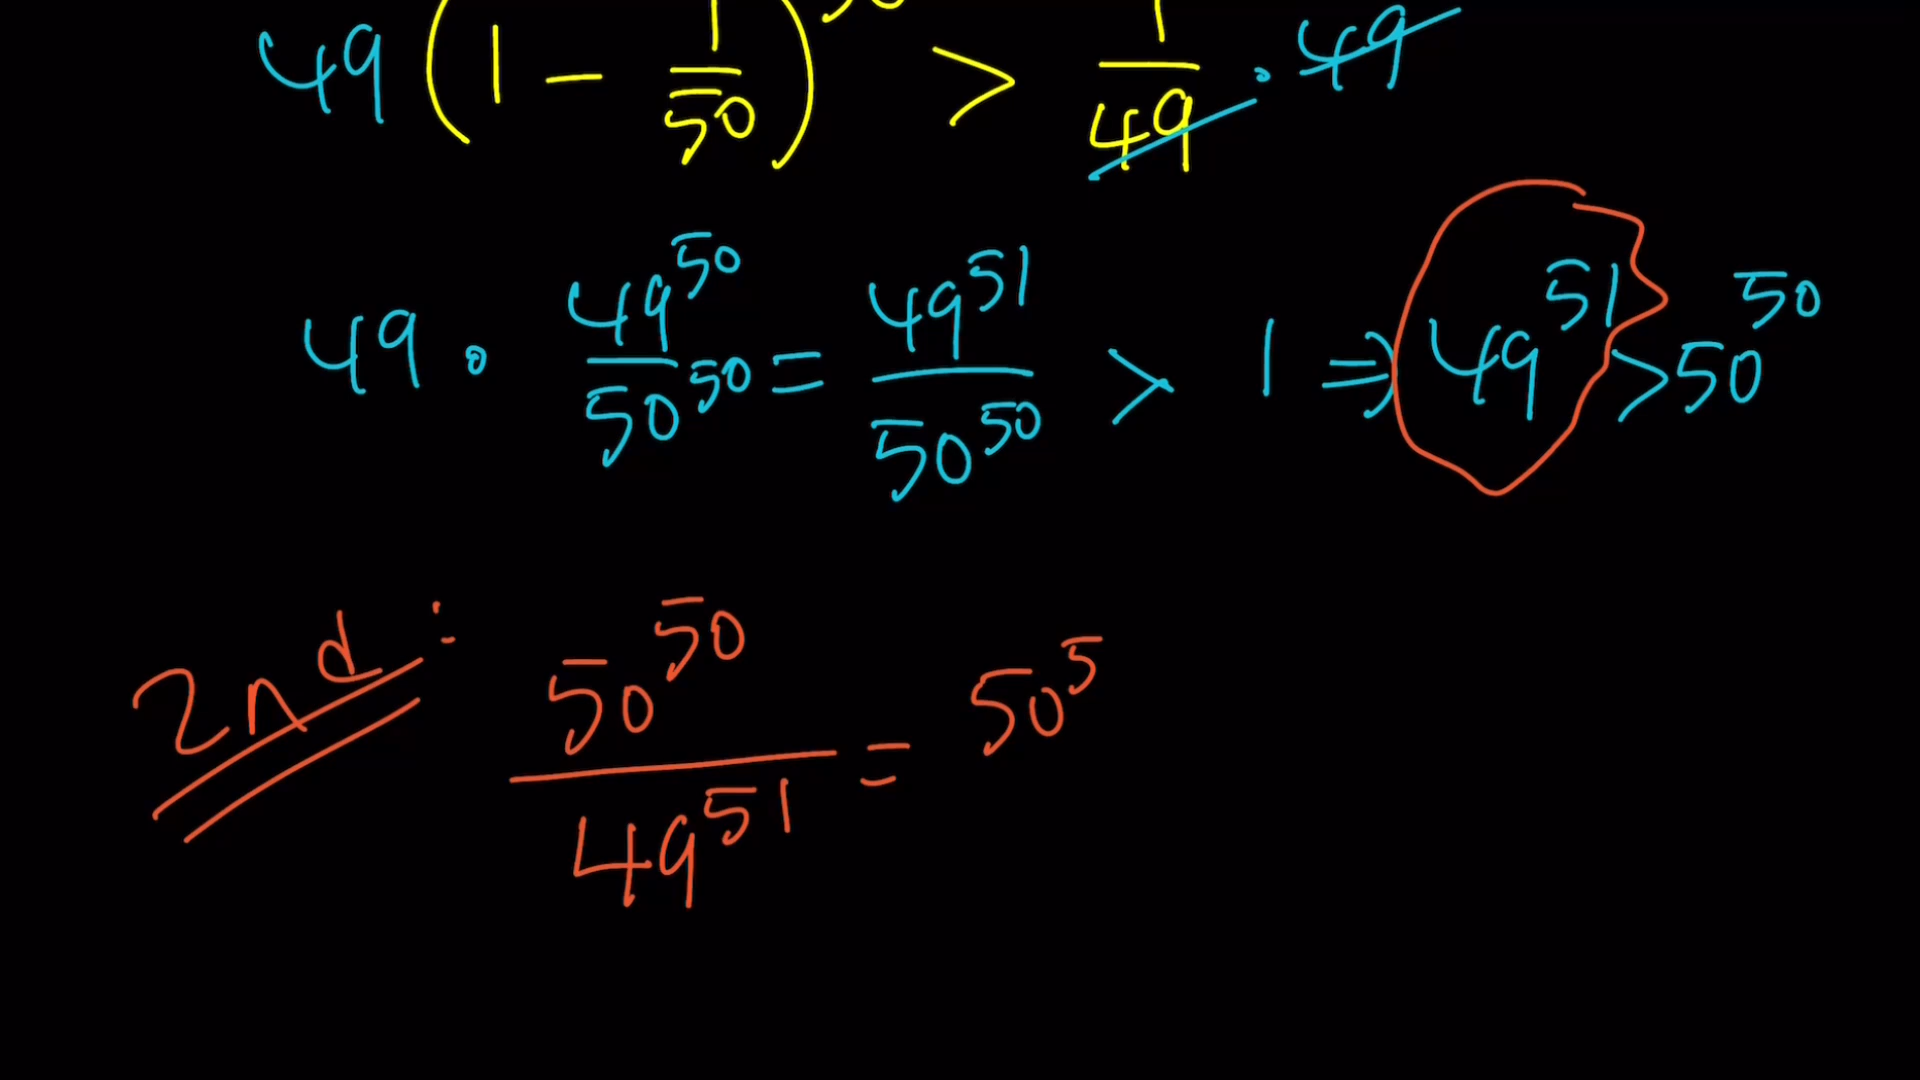 49(1 - 1/50)^50 > 1/49 · 49
49 · 49^50/50^50 = 49^51/50^50 > 1 ⇒ 49^51 > 50^50
2nd: 50^50/49^51 = 50^5